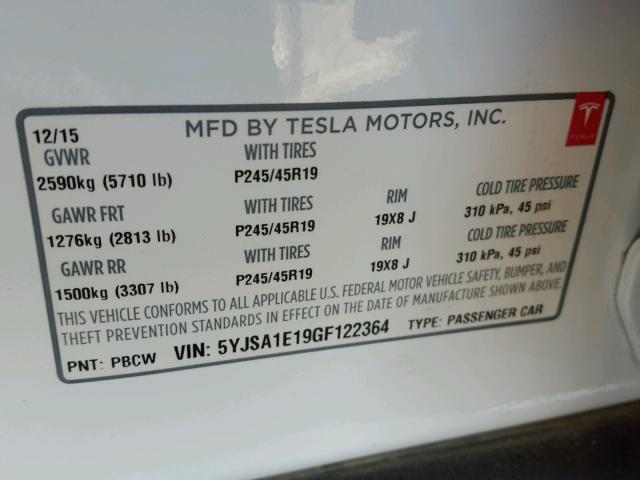 12/15 MFD BY TESLA MOTORS, INC.
TESLA
GVWR WITH TIRES
2590kg (5710 lb) P245/45R19
GAWR FRT WITH TIRES RIM COLD TIRE PRESSURE
1276kg (2813 lb) P245/45R19 19X8 J 310 kPa, 45 psi
GAWR RR WITH TIRES RIM COLD TIRE PRESSURE
1500kg (3307 lb) P245/45R19 19X8 J 310 kPa, 45 psi
THIS VEHICLE CONFORMS TO ALL APPLICABLE U.S. FEDERAL MOTOR VEHICLE SAFETY, BUMPER, AND
THEFT PREVENTION STANDARDS IN EFFECT ON THE DATE OF MANUFACTURE SHOWN ABOVE.
PNT: PBCW VIN: 5YJSA1E19GF122364 TYPE: PASSENGER CAR